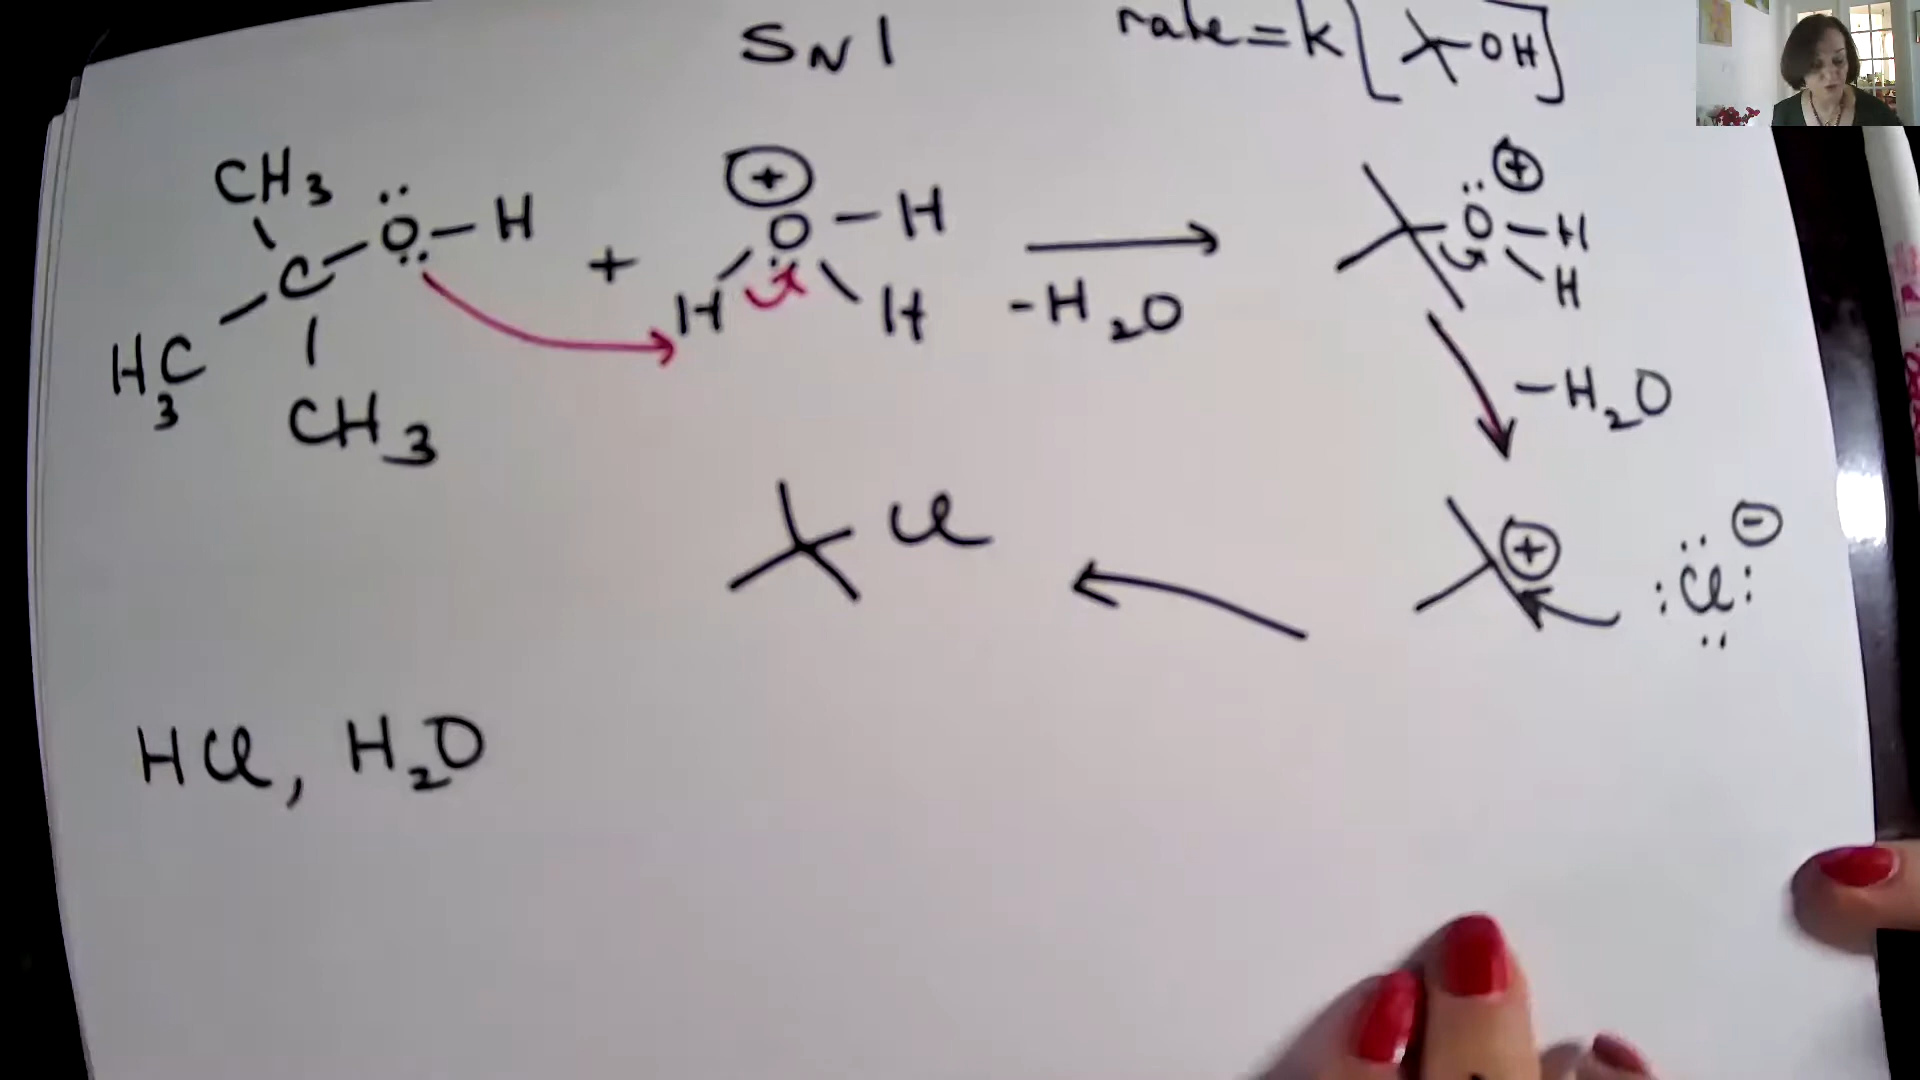 SN1
rate = k [ OH]
CH3
H3C C O H
CH3
+
⊕
H O H
H
-H2O
⊕
O H
H
-H2O
⊕ :Cl: ⊖
Cl
HCl, H2O